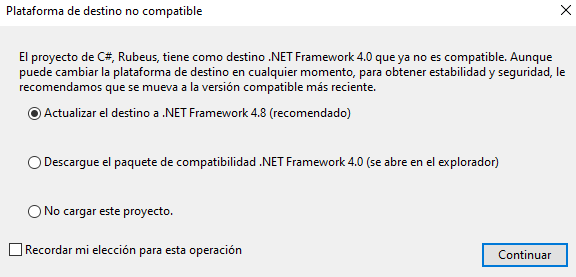 Plataforma de destino no compatible
El proyecto de C#, Rubeus, tiene como destino .NET Framework 4.0 que ya no es compatible. Aunque
puede cambiar la plataforma de destino en cualquier momento, para obtener estabilidad y seguridad, le
recomendamos que se mueva a la versión compatible más reciente.
Actualizar el destino a .NET Framework 4.8 (recomendado)
Descargue el paquete de compatibilidad .NET Framework 4.0 (se abre en el explorador)
No cargar este proyecto.
Recordar mi elección para esta operación
Continuar